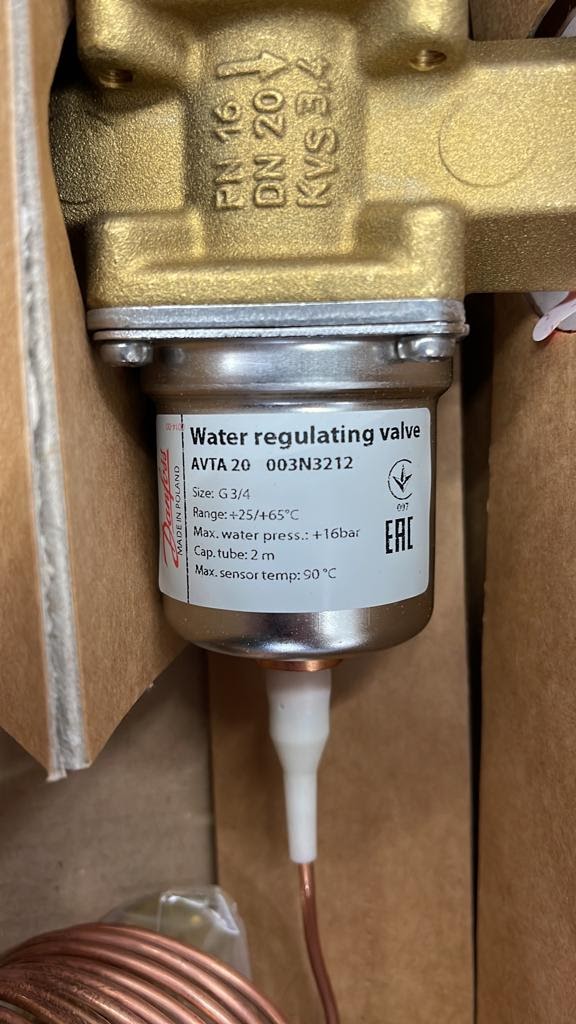 PN 16
DN 20
KVS 3.4
Water regulating valve
AVTA 20 003N3212
Size: G 3/4
Range: +25/+65°C
Max. water press.: +16bar
Cap. tube: 2 m
Max. sensor temp: 90 °C
Danfoss
MADE IN POLAND
097
EAC